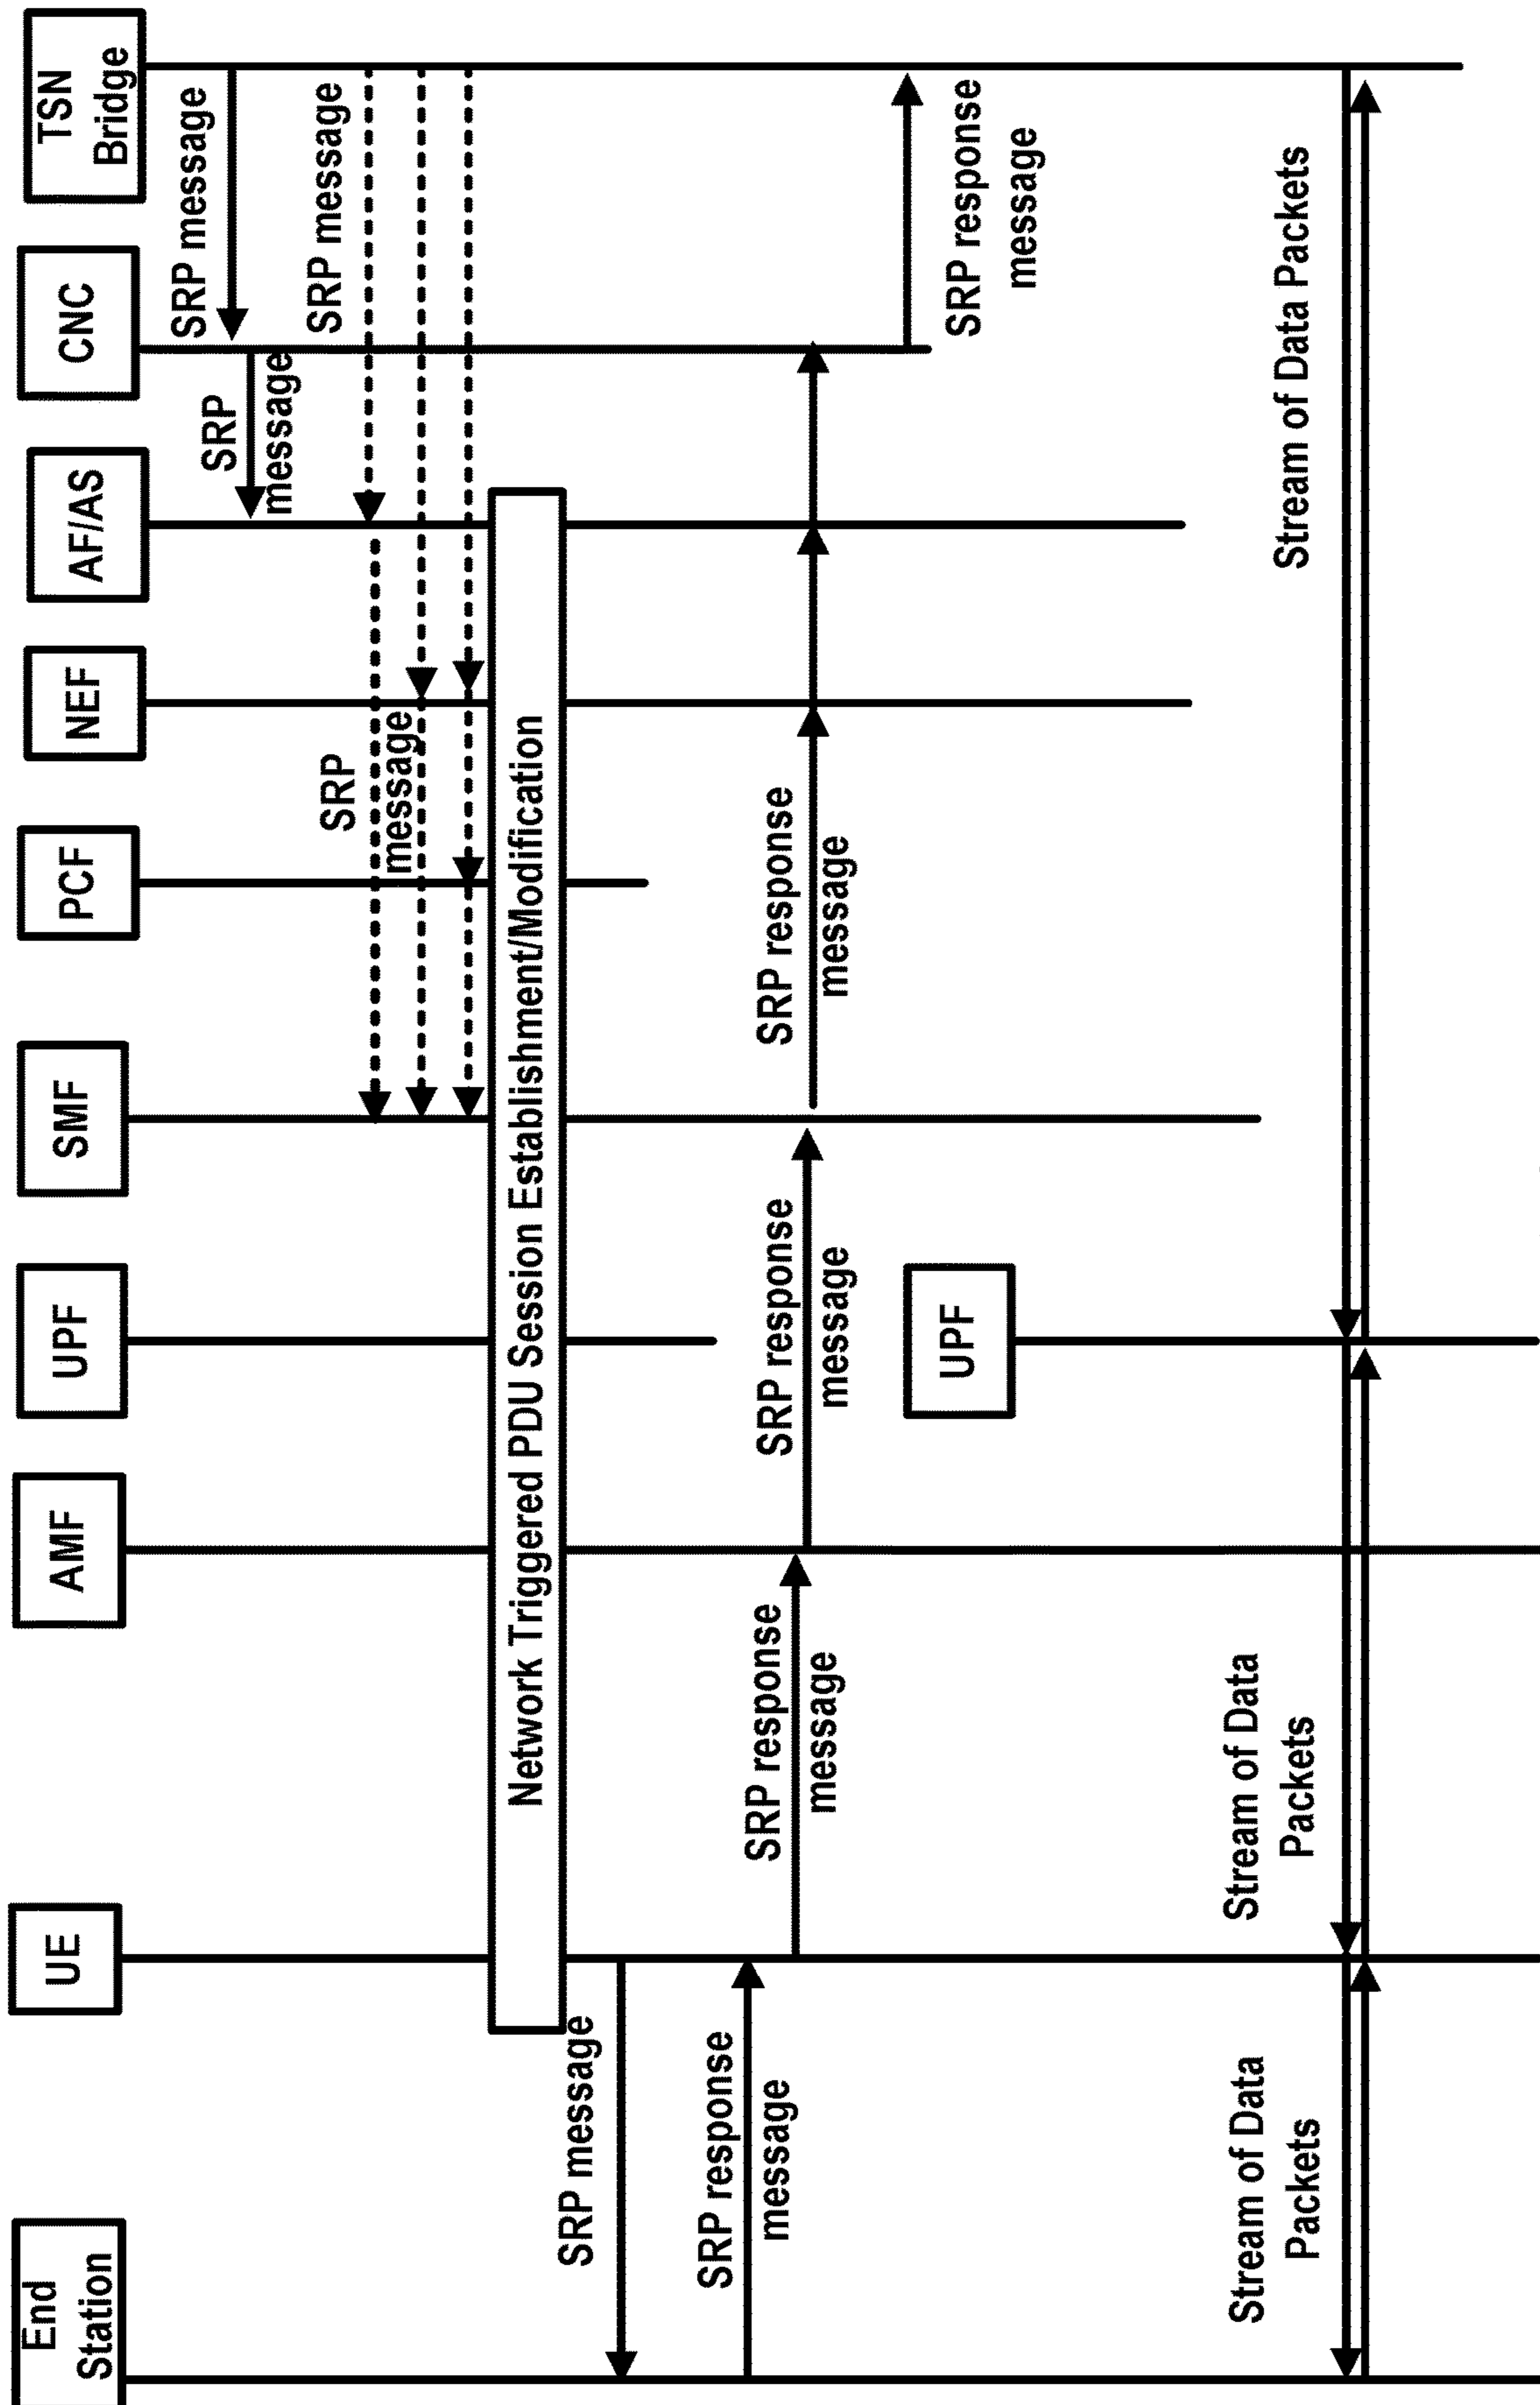 End
Station
UE
AMF
UPF
SMF
PCF
NEF
AF/AS
CNC
TSN
Bridge
SRP message
SRP
message
SRP message
SRP
message
Network Triggered PDU Session Establishment/Modification
SRP message
SRP response
message
SRP response
message
SRP response
message
SRP response
message
SRP response
message
UPF
Stream of Data
Packets
Stream of Data
Packets
Stream of Data Packets